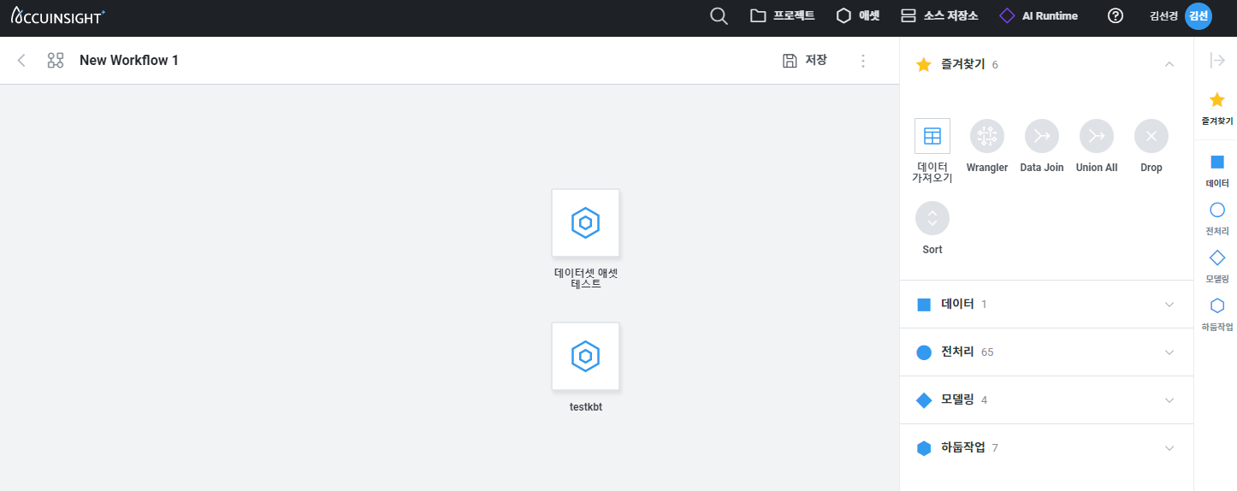 ACCUINSIGHT+
프로젝트
애셋
소스 저장소
AI Runtime
김선경
김선
New Workflow 1
저장
데이터셋 애셋
테스트
testkbt
즐겨찾기 6
데이터
가져오기
Wrangler
Data Join
Union All
Drop
Sort
데이터 1
전처리 65
모델링 4
하둡작업 7
즐겨찾기
데이터
전처리
모델링
하둡작업